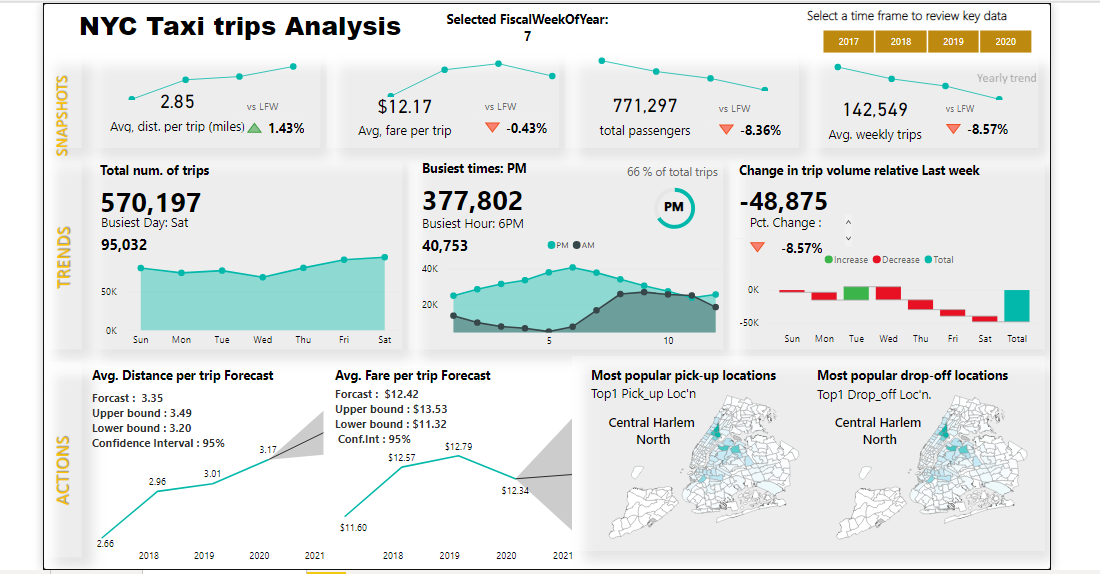 NYC Taxi trips Analysis
Selected FiscalWeekOfYear:
7
Select a time frame to review key data
2017 2018 2019 2020
SNAPSHOTS
2.85
vs LFW
Avg, dist. per trip (miles)
1.43%
$12.17
vs LFW
Avg, fare per trip
-0.43%
771,297
vs LFW
total passengers
-8.36%
Yearly trend
142,549
vs LFW
Avg. weekly trips
-8.57%
TRENDS
Total num. of trips
570,197
Busiest Day: Sat
95,032
50K
0K
Sun Mon Tue Wed Thu Fri Sat
Busiest times: PM
66 % of total trips
377,802
PM
Busiest Hour: 6PM
40,753
PM AM
40K
20K
5 10
Change in trip volume relative Last week
-48,875
Pct. Change :
-8.57%
Increase Decrease Total
0K
-50K
Sun Mon Tue Wed Thu Fri Sat Total
ACTIONS
Avg. Distance per trip Forecast
Forcast : 3.35
Upper bound : 3.49
Lower bound : 3.20
Confidence Interval : 95%
2.66
2.96
3.01
3.17
2018 2019 2020 2021
Avg. Fare per trip Forecast
Forcast : $12.42
Upper bound : $13.53
Lower bound : $11.32
Conf.Int : 95%
$11.60
$12.57
$12.79
$12.34
2018 2019 2020 2021
Most popular pick-up locations
Top1 Pick_up Loc'n
Central Harlem
North
Most popular drop-off locations
Top1 Drop_off Loc'n.
Central Harlem
North